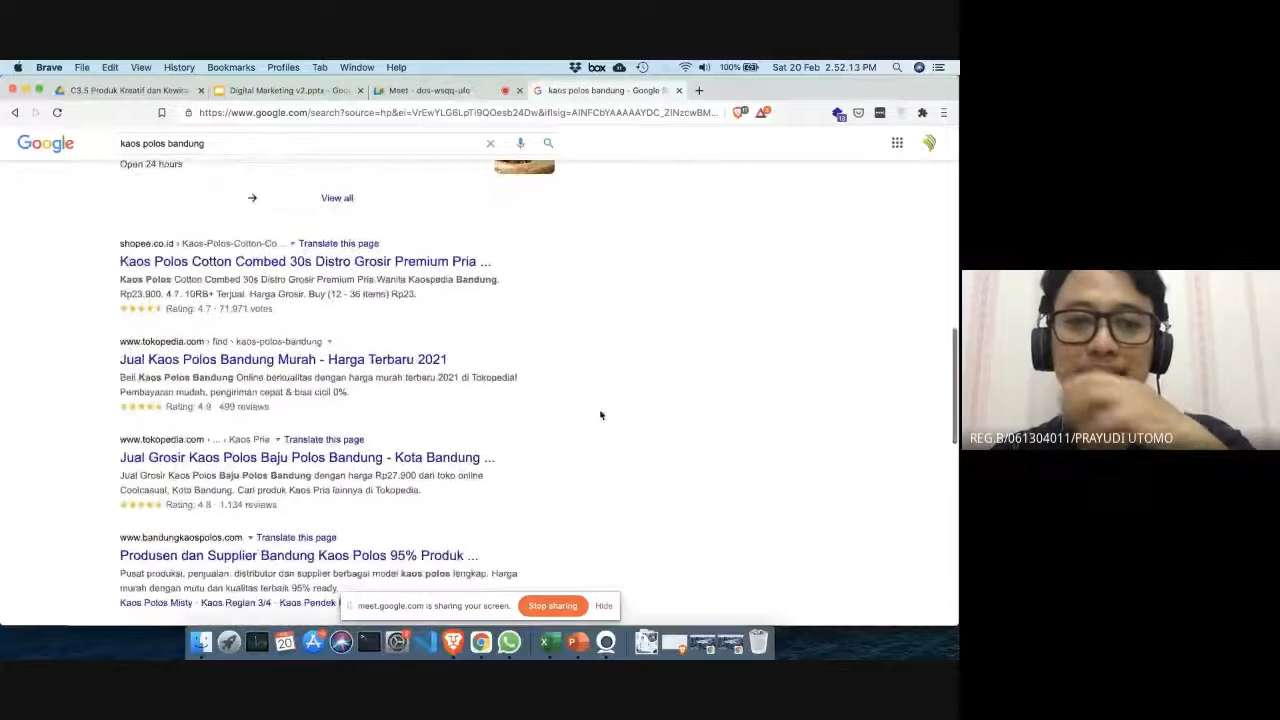 Brave File Edit View History Bookmarks Profiles Tab Window Help box 100% Sat 20 Feb 2.52.13 PM
C3.5 Produk Kreatif dan Kewira Digital Marketing v2.pptx - Goo Meet - dos-wsqq-ufo kaos polos bandung - Google S
https://www.google.com/search?source=hp&ei=
Google kaos polos bandung
Open 24 hours
View all
shopee.co.id › Kaos-Polos-Cotton-Co... Translate this page
Kaos Polos Cotton Combed 30s Distro Grosir Premium Pria ...
Kaos Polos Cotton Combed 30s Distro Grosir Premium Pria Wanita Kaospedia Bandung.
Rp23.900. 4.7. 10RB+ Terjual. Harga Grosir. Buy (12 - 36 items) Rp23.
Rating: 4.7 · 71.971 votes
www.tokopedia.com › find › kaos-polos-bandung
Jual Kaos Polos Bandung Murah - Harga Terbaru 2021
Beli Kaos Polos Bandung Online berkualitas dengan harga murah terbaru 2021 di Tokopedia!
Pembayaran mudah, pengiriman cepat & bisa cicil 0%.
Rating: 4.9 · 499 reviews
www.tokopedia.com › ... › Kaos Pria Translate this page
Jual Grosir Kaos Polos Baju Polos Bandung - Kota Bandung ...
Jual Grosir Kaos Polos Baju Polos Bandung dengan harga Rp27.900 dari toko online
Coolcasual, Kota Bandung. Cari produk Kaos Pria lainnya di Tokopedia.
Rating: 4.8 · 1.134 reviews
www.bandungkaospolos.com Translate this page
Produsen dan Supplier Bandung Kaos Polos 95% Produk ...
Pusat produksi, penjualan, distributor dan supplier berbagai model kaos polos lengkap. Harga
murah dengan mutu dan kualitas terbaik 95% ready.
Kaos Polos Misty · Kaos Reglan 3/4 · Kaos Pendek
meet.google.com is sharing your screen. Stop sharing Hide
REG.B/061304011/PRAYUDI UTOMO